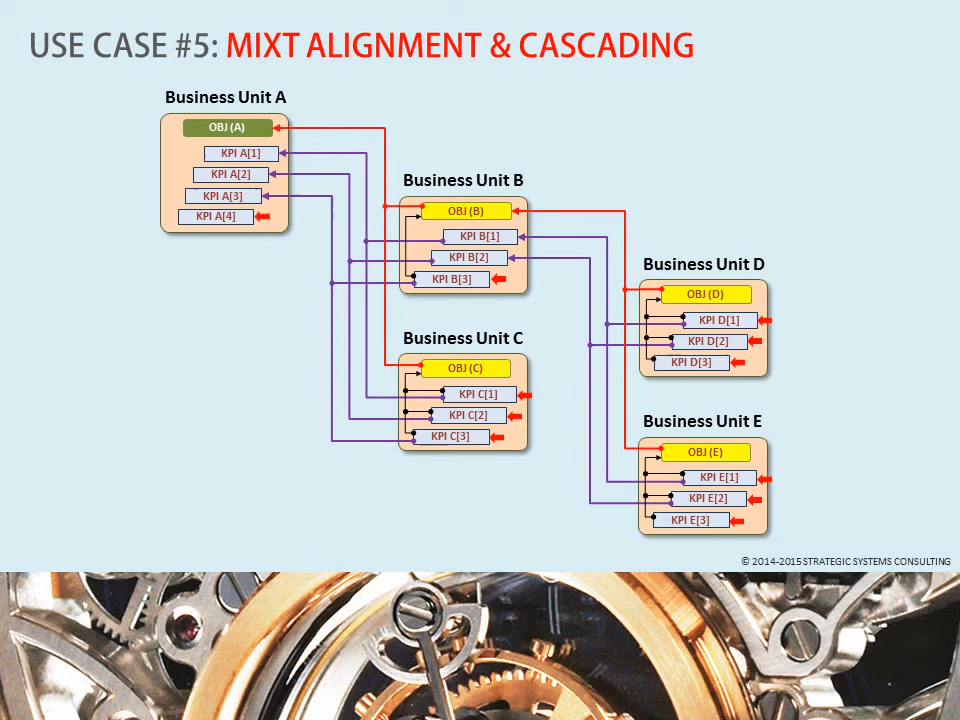 USE CASE #5: MIXT ALIGNMENT & CASCADING
Business Unit A
OBJ (A)
KPI A[1]
KPI A[2]
KPI A[3]
KPI A[4]
Business Unit B
OBJ (B)
KPI B[1]
KPI B[2]
KPI B[3]
Business Unit C
OBJ (C)
KPI C[1]
KPI C[2]
KPI C[3]
Business Unit D
OBJ (D)
KPI D[1]
KPI D[2]
KPI D[3]
Business Unit E
OBJ (E)
KPI E[1]
KPI E[2]
KPI E[3]
© 2014-2015 STRATEGIC SYSTEMS CONSULTING